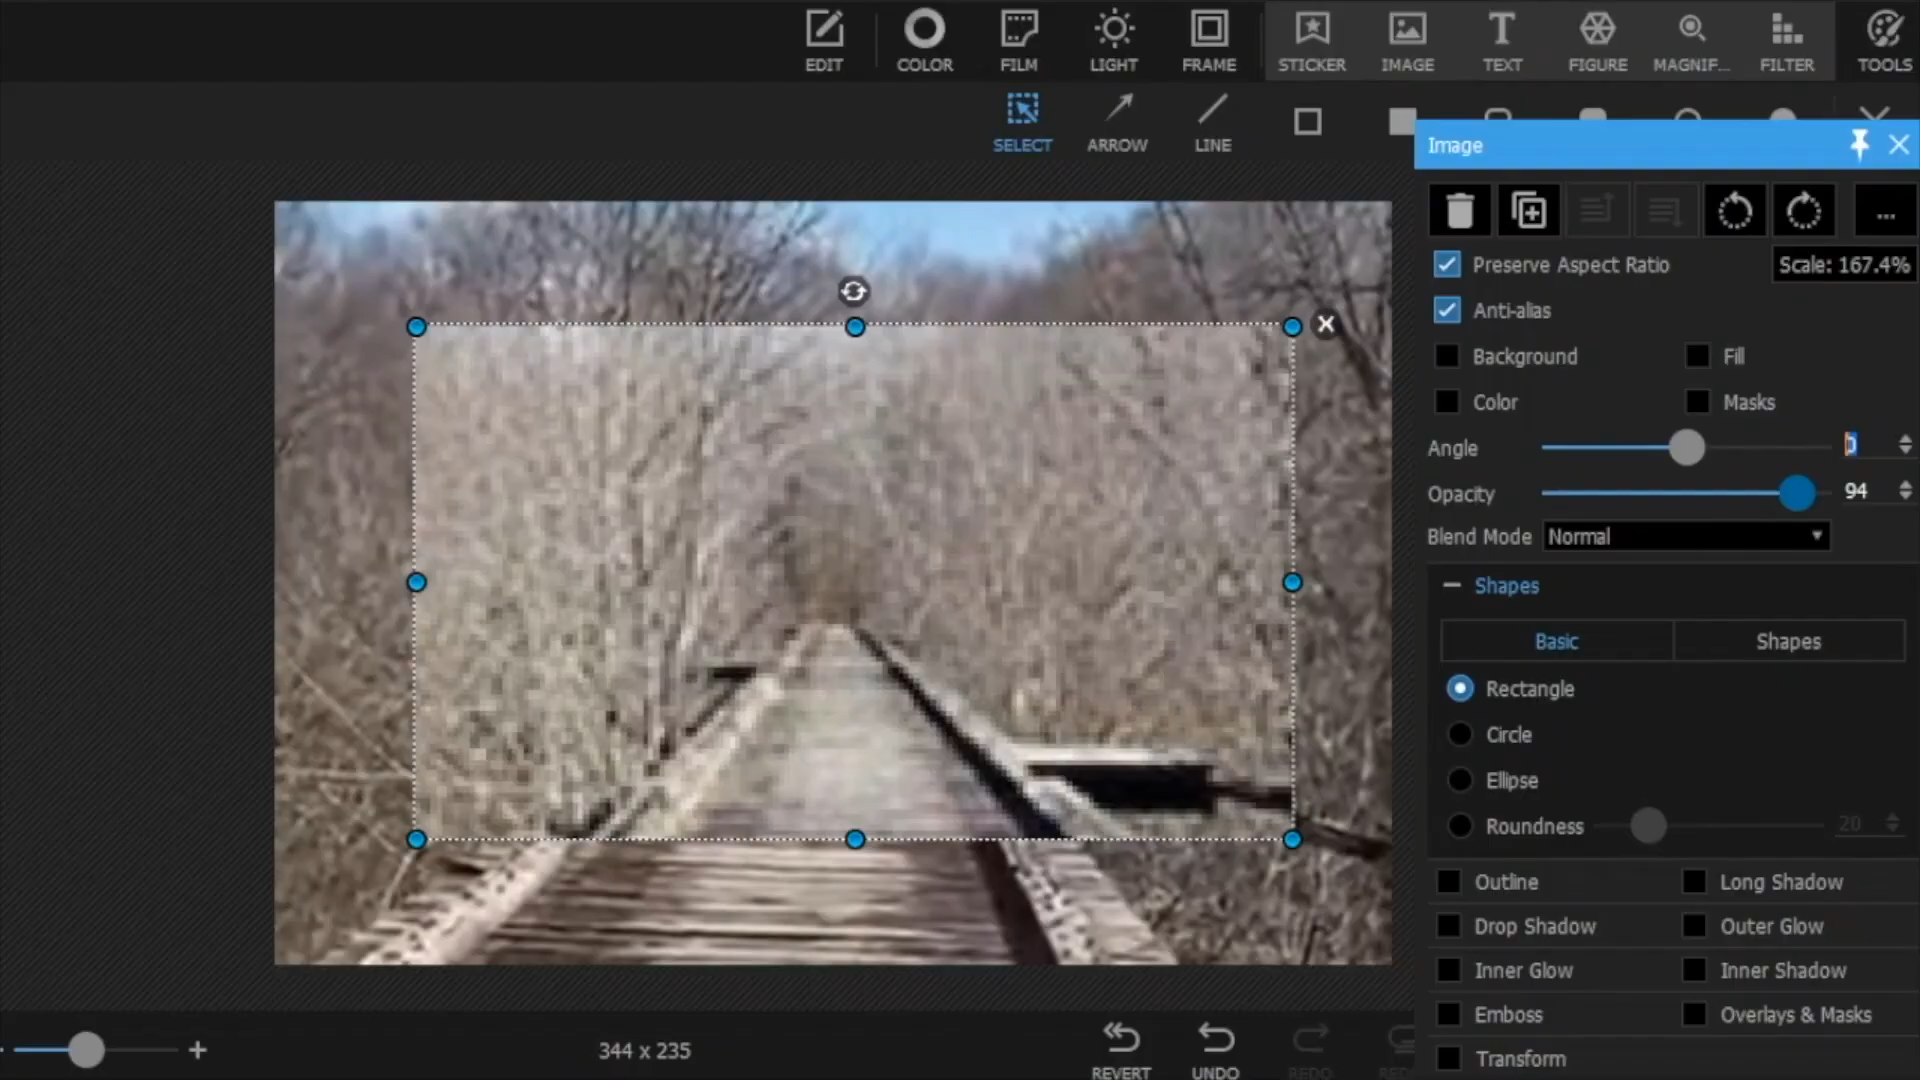 EDIT
COLOR
FILM
LIGHT
FRAME
STICKER
IMAGE
TEXT
FIGURE
MAGNIF...
FILTER
TOOLS
SELECT
ARROW
LINE
Image
...
Preserve Aspect Ratio
Scale: 167.4%
Anti-alias
Background
Fill
Color
Masks
Angle
Opacity
94
Blend Mode
Normal
Shapes
Basic
Shapes
Rectangle
Circle
Ellipse
Roundness
20
Outline
Long Shadow
Drop Shadow
Outer Glow
Inner Glow
Inner Shadow
Emboss
Overlays & Masks
Transform
344 x 235
REVERT
UNDO
REDO